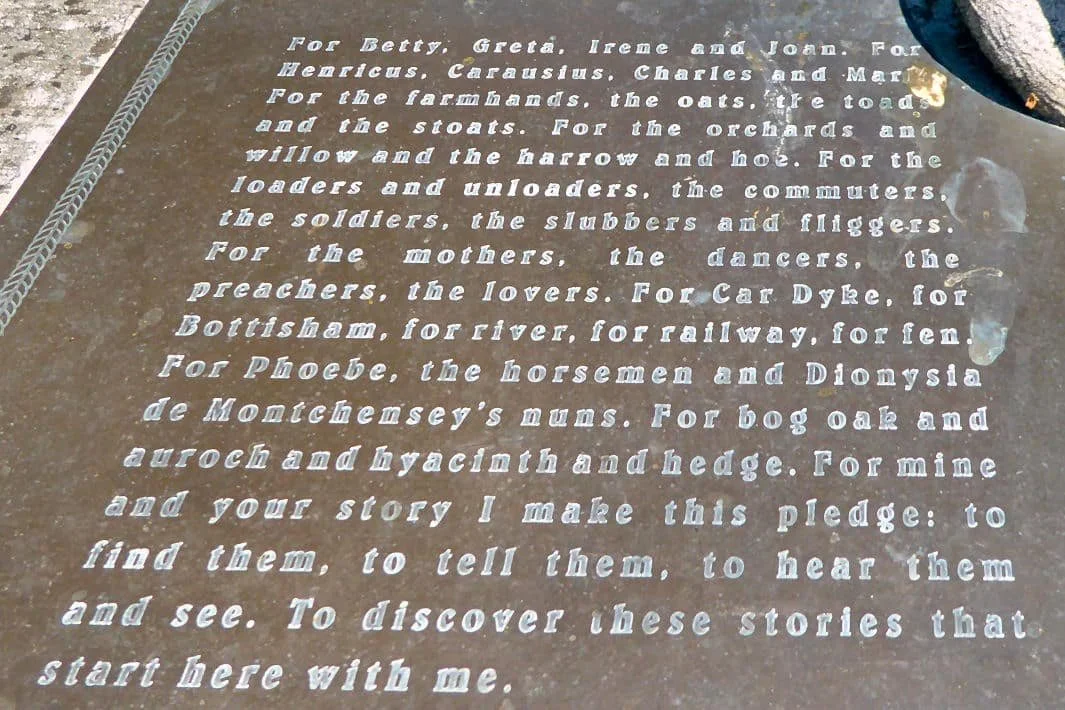 For Betty, Greta, Irene and Joan. For
Henricus, Carausius, Charles and Mary.
For the farmhands, the oats, the toads
and the stoats. For the orchards and
willow and the harrow and hoe. For the
loaders and unloaders, the commuters,
the soldiers, the slubbers and fliggers.
For the mothers, the dancers, the
preachers, the lovers. For Car Dyke, for
Bottisham, for river, for railway, for fen.
For Phoebe, the horsemen and Dionysia
de Montchensey's nuns. For bog oak and
auroch and hyacinth and hedge. For mine
and your story I make this pledge: to
find them, to tell them, to hear them
and see. To discover these stories that
start here with me.